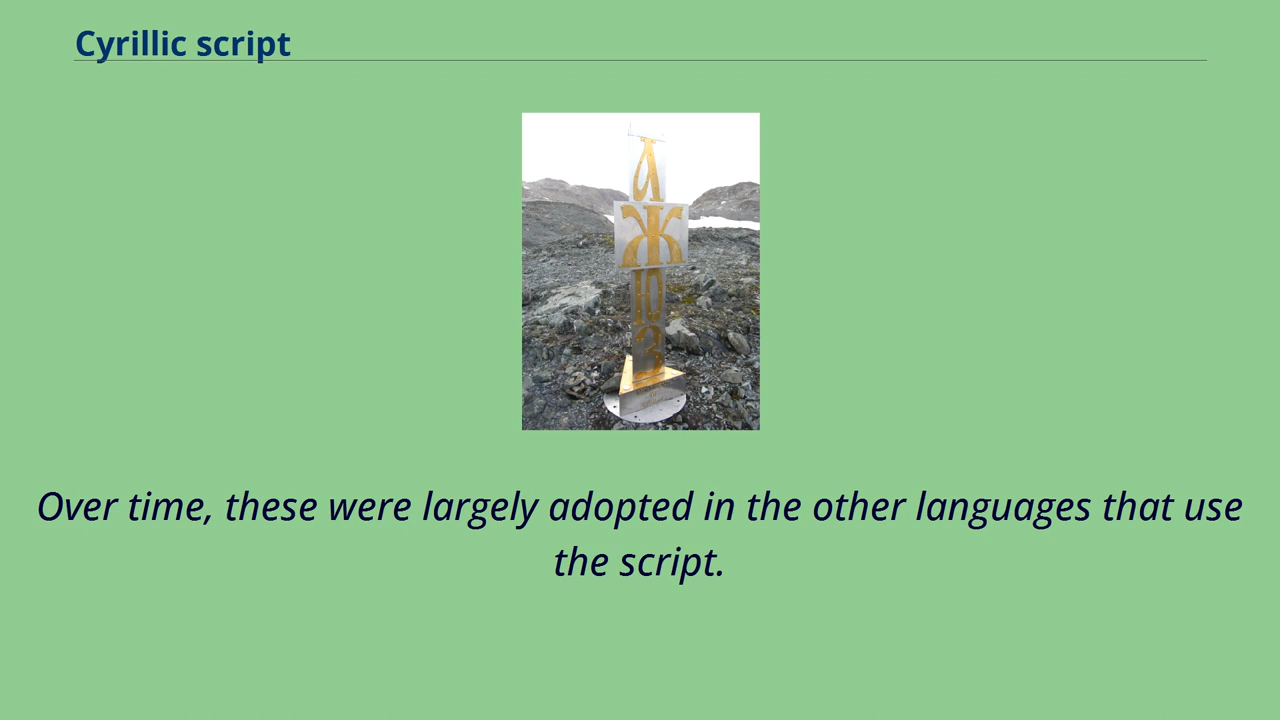 Cyrillic script
А
Ж
Ю
З
Over time, these were largely adopted in the other languages that use
the script.